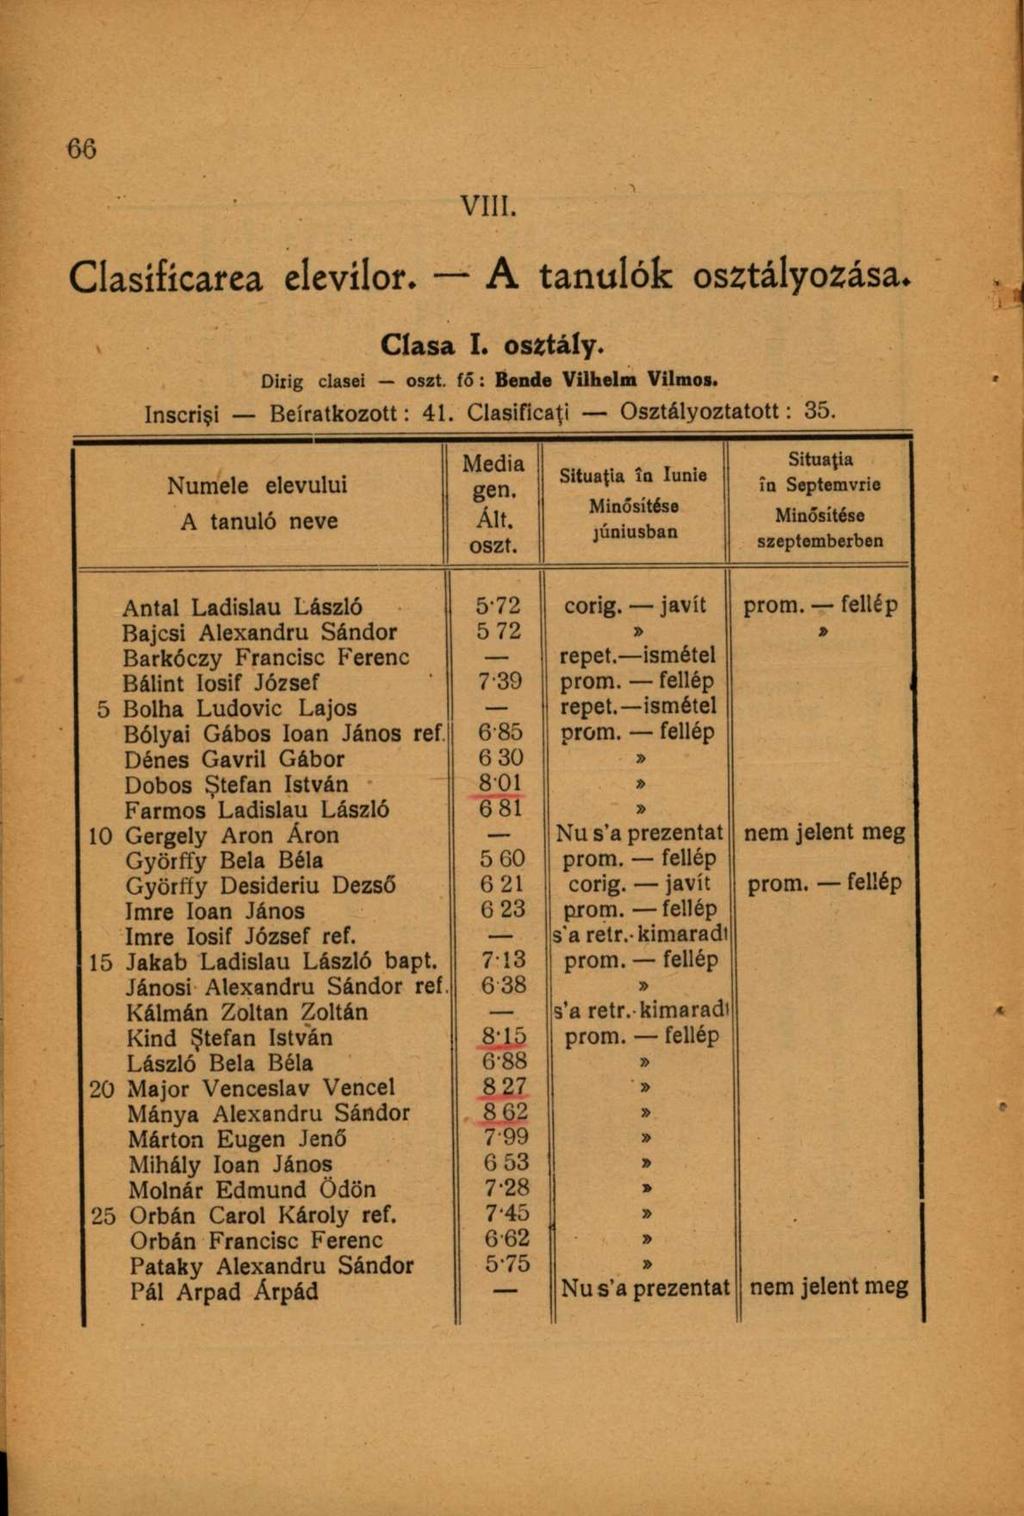 66
VIII.
Clasificarea elevilor. — A tanulók osztályozása.
Clasa I. osztály.
Dirig clasei — oszt. fő: Bende Vilhelm Vilmos.
Inscrişi — Beíratkozott: 41. Clasificaţi — Osztályoztatott: 35.
Numele elevului
A tanuló neve
Media
gen.
Ált.
oszt.
Situaţia în Iunie
Minősítése
júniusban
Situaţia
în Septemvrie
Minősítése
szeptemberben
Antal Ladislau László 5·72 corig. — javít prom. — fellép
Bajcsi Alexandru Sándor 5 72 » »
Barkóczy Francisc Ferenc — repet.—ismétel
Bálint Iosif József 7·39 prom. — fellép
5 Bolha Ludovic Lajos — repet.—ismétel
Bólyai Gábos Ioan János ref. 6·85 prom. — fellép
Dénes Gavril Gábor 6 30 »
Dobos Ştefan István 8·01 »
Farmos Ladislau László 6 81 »
10 Gergely Aron Áron — Nu s'a prezentat nem jelent meg
Györffy Bela Béla 5 60 prom. — fellép
Györffy Desideriu Dezső 6 21 corig. — javít prom. — fellép
Imre Ioan János 6 23 prom. — fellép
Imre Iosif József ref. — s'a retr.-kimaradt
15 Jakab Ladislau László bapt. 7·13 prom. — fellép
Jánosi Alexandru Sándor ref. 6·38 »
Kálmán Zoltan Zoltán — s'a retr.-kimaradt
Kind Ştefan István 8·15 prom. — fellép
László Bela Béla 6·88 »
20 Major Venceslav Vencel 8 27 »
Mánya Alexandru Sándor 8 62 »
Márton Eugen Jenő 7·99 »
Mihály Ioan János 6 53 »
Molnár Edmund Ödön 7·28 »
25 Orbán Carol Károly ref. 7·45 »
Orbán Francisc Ferenc 6·62 »
Pataky Alexandru Sándor 5·75 »
Pál Arpad Árpád — Nu s'a prezentat nem jelent meg